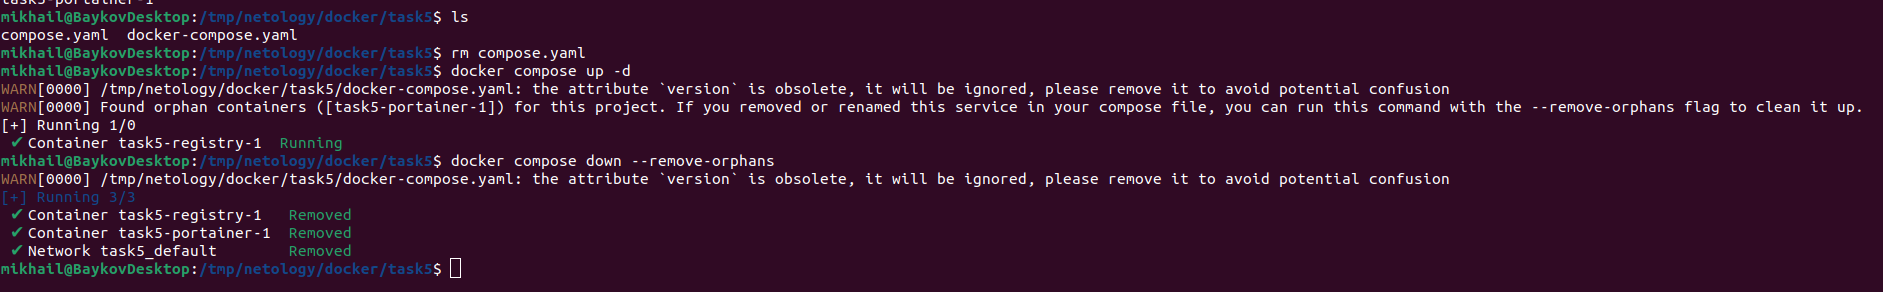 task5-portainer-1
mikhail@BaykovDesktop:/tmp/netology/docker/task5$ ls
compose.yaml  docker-compose.yaml
mikhail@BaykovDesktop:/tmp/netology/docker/task5$ rm compose.yaml
mikhail@BaykovDesktop:/tmp/netology/docker/task5$ docker compose up -d
WARN[0000] /tmp/netology/docker/task5/docker-compose.yaml: the attribute `version` is obsolete, it will be ignored, please remove it to avoid potential confusion
WARN[0000] Found orphan containers ([task5-portainer-1]) for this project. If you removed or renamed this service in your compose file, you can run this command with the --remove-orphans flag to clean it up.
[+] Running 1/0
✔ Container task5-registry-1  Running
mikhail@BaykovDesktop:/tmp/netology/docker/task5$ docker compose down --remove-orphans
WARN[0000] /tmp/netology/docker/task5/docker-compose.yaml: the attribute `version` is obsolete, it will be ignored, please remove it to avoid potential confusion
[+] Running 3/3
✔ Container task5-registry-1   Removed
✔ Container task5-portainer-1  Removed
✔ Network task5_default        Removed
mikhail@BaykovDesktop:/tmp/netology/docker/task5$